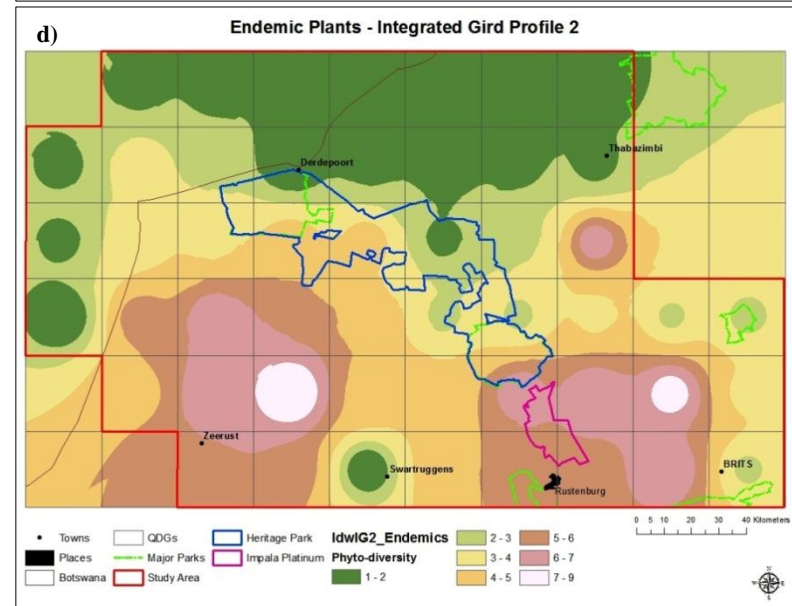 d)
Endemic Plants - Integrated Gird Profile 2
Derdepoort
Thabazimbi
Zeerust
Swartruggens
BRITS
Rustenburg
Towns
QDGs
Heritage Park
IdwIG2_Endemics
2 - 3
5 - 6
0 5 10 20 30 40 Kilometers
Places
Major Parks
Impala Platinum
Phyto-diversity
3 - 4
6 - 7
Botswana
Study Area
1 - 2
4 - 5
7 - 9
N
E
S
W